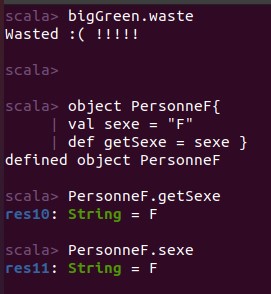 scala> bigGreen.waste
Wasted :( !!!!!
scala>
scala> object PersonneF{
| val sexe = "F"
| def getSexe = sexe }
defined object PersonneF
scala> PersonneF.getSexe
res10: String = F
scala> PersonneF.sexe
res11: String = F